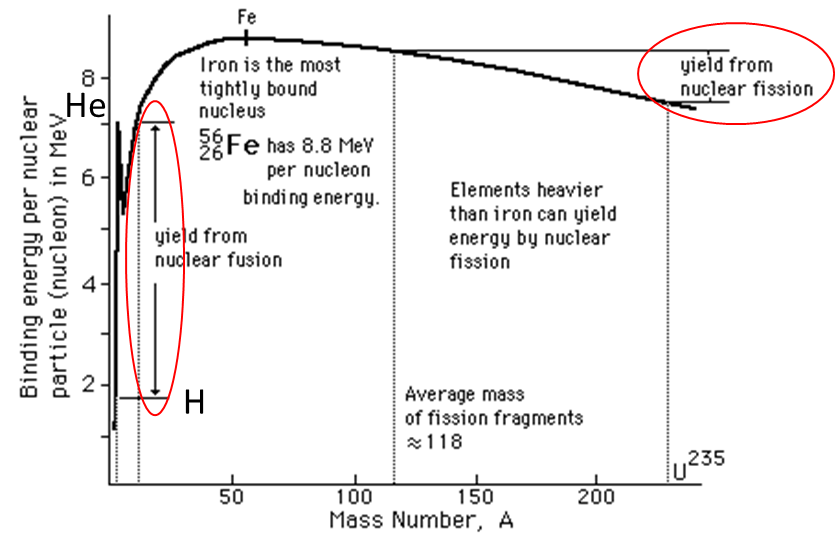 Fe
Iron is the most
tightly bound
nucleus
56
26 Fe has 8.8 MeV
per nucleon
binding energy.
yield from
nuclear fission
He
8
6
4
2
Binding energy per nuclear
particle (nucleon) in MeV
yield from
nuclear fusion
H
Elements heavier
than iron can yield
energy by nuclear
fission
Average mass
of fission fragments
≈118
U235
50
100
150
200
Mass Number, A